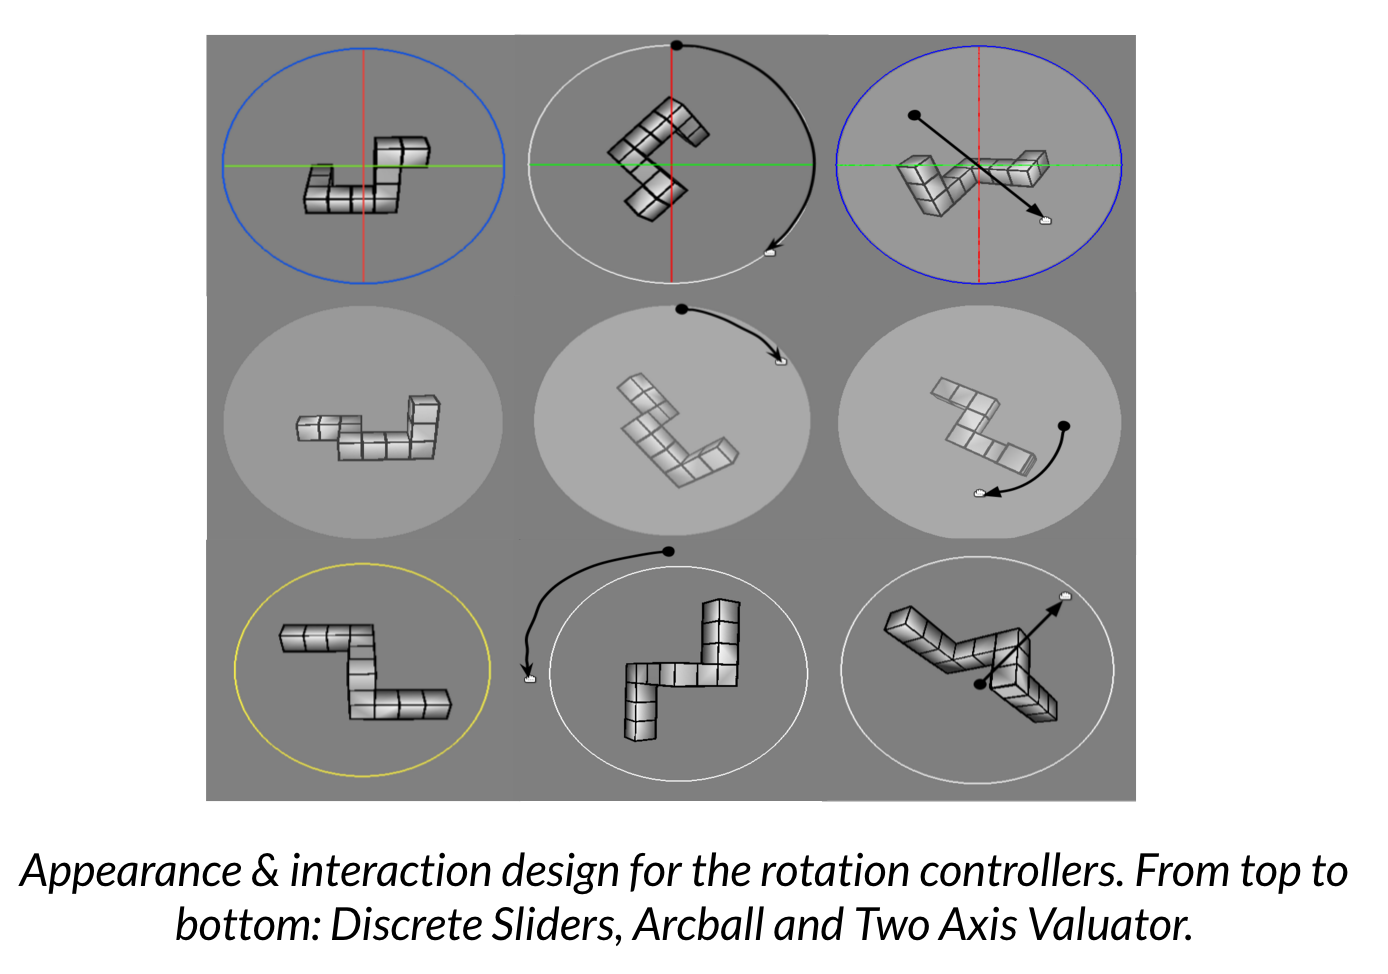 Appearance & interaction design for the rotation controllers. From top to
bottom: Discrete Sliders, Arcball and Two Axis Valuator.